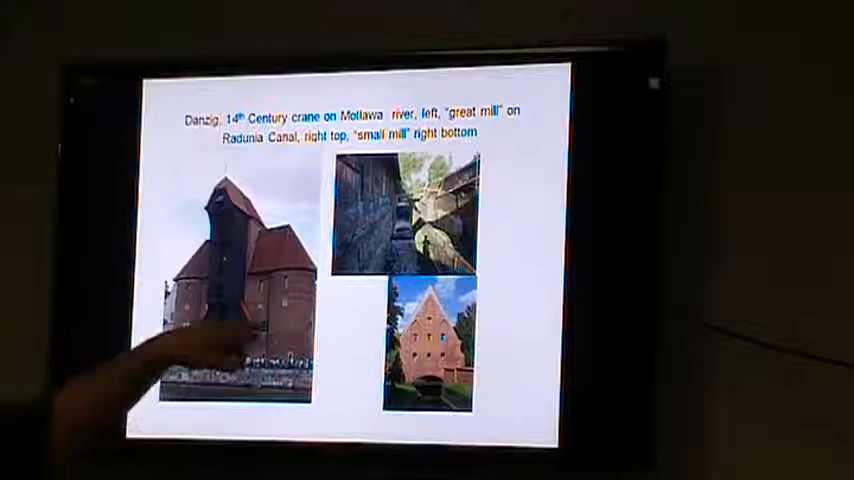 Danzig, 14th Century crane on Motlawa river, left, "great mill" on
Radunia Canal, right top, "small mill" right bottom